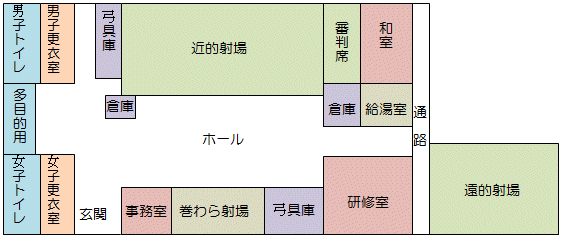 男子トイレ
男子更衣室
弓具庫
近的射場
審判席
和室
多目的用
倉庫
倉庫
給湯室
通路
ホール
女子トイレ
女子更衣室
玄関
事務室
巻わら射場
弓具庫
研修室
遠的射場